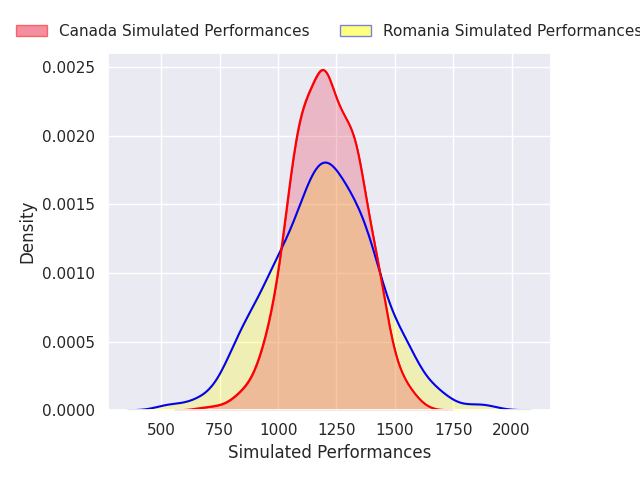 Canada Simulated Performances Romania Simulated Performances
0.0025
0.0020
0.0015
0.0010
0.0005
0.0000
Density
500 750 1000 1250 1500 1750 2000
Simulated Performances